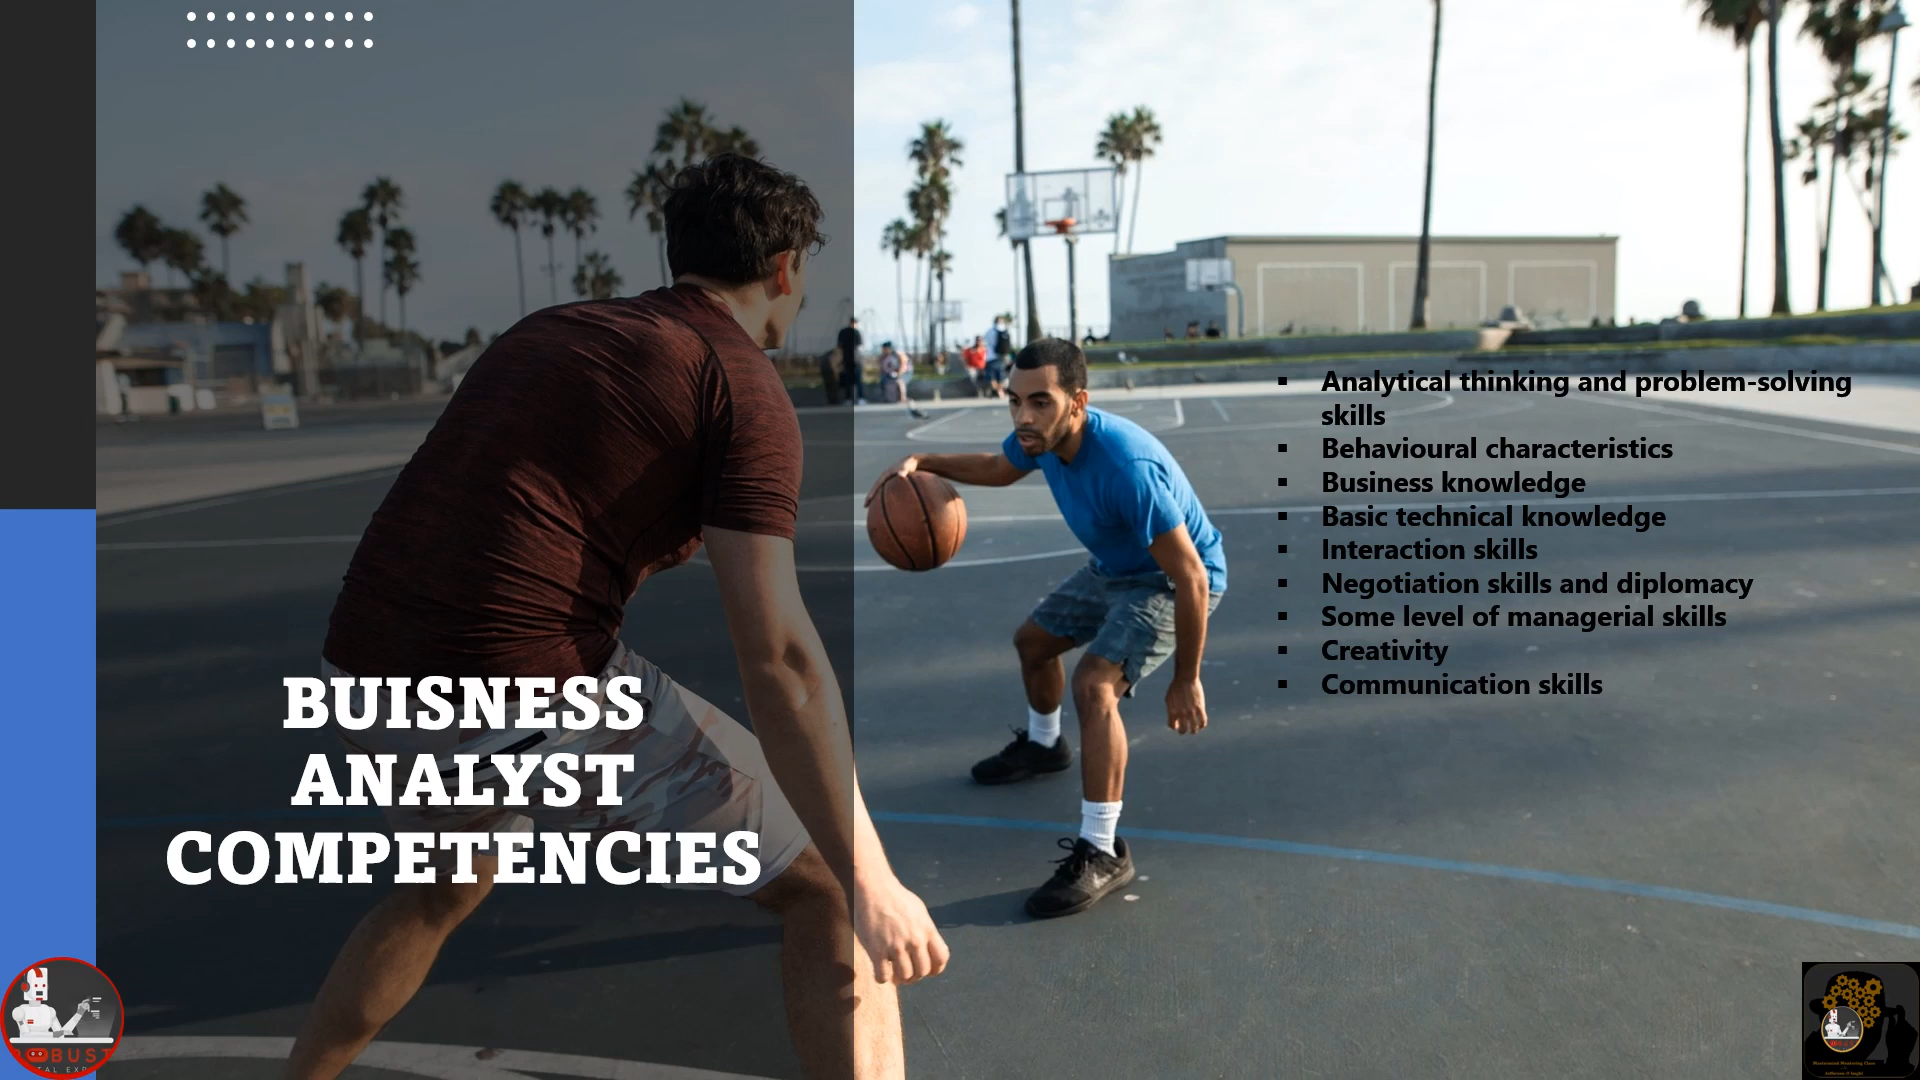 BUISNESS
ANALYST
COMPETENCIES
▪ Analytical thinking and problem-solving
skills
▪ Behavioural characteristics
▪ Business knowledge
▪ Basic technical knowledge
▪ Interaction skills
▪ Negotiation skills and diplomacy
▪ Some level of managerial skills
▪ Creativity
▪ Communication skills